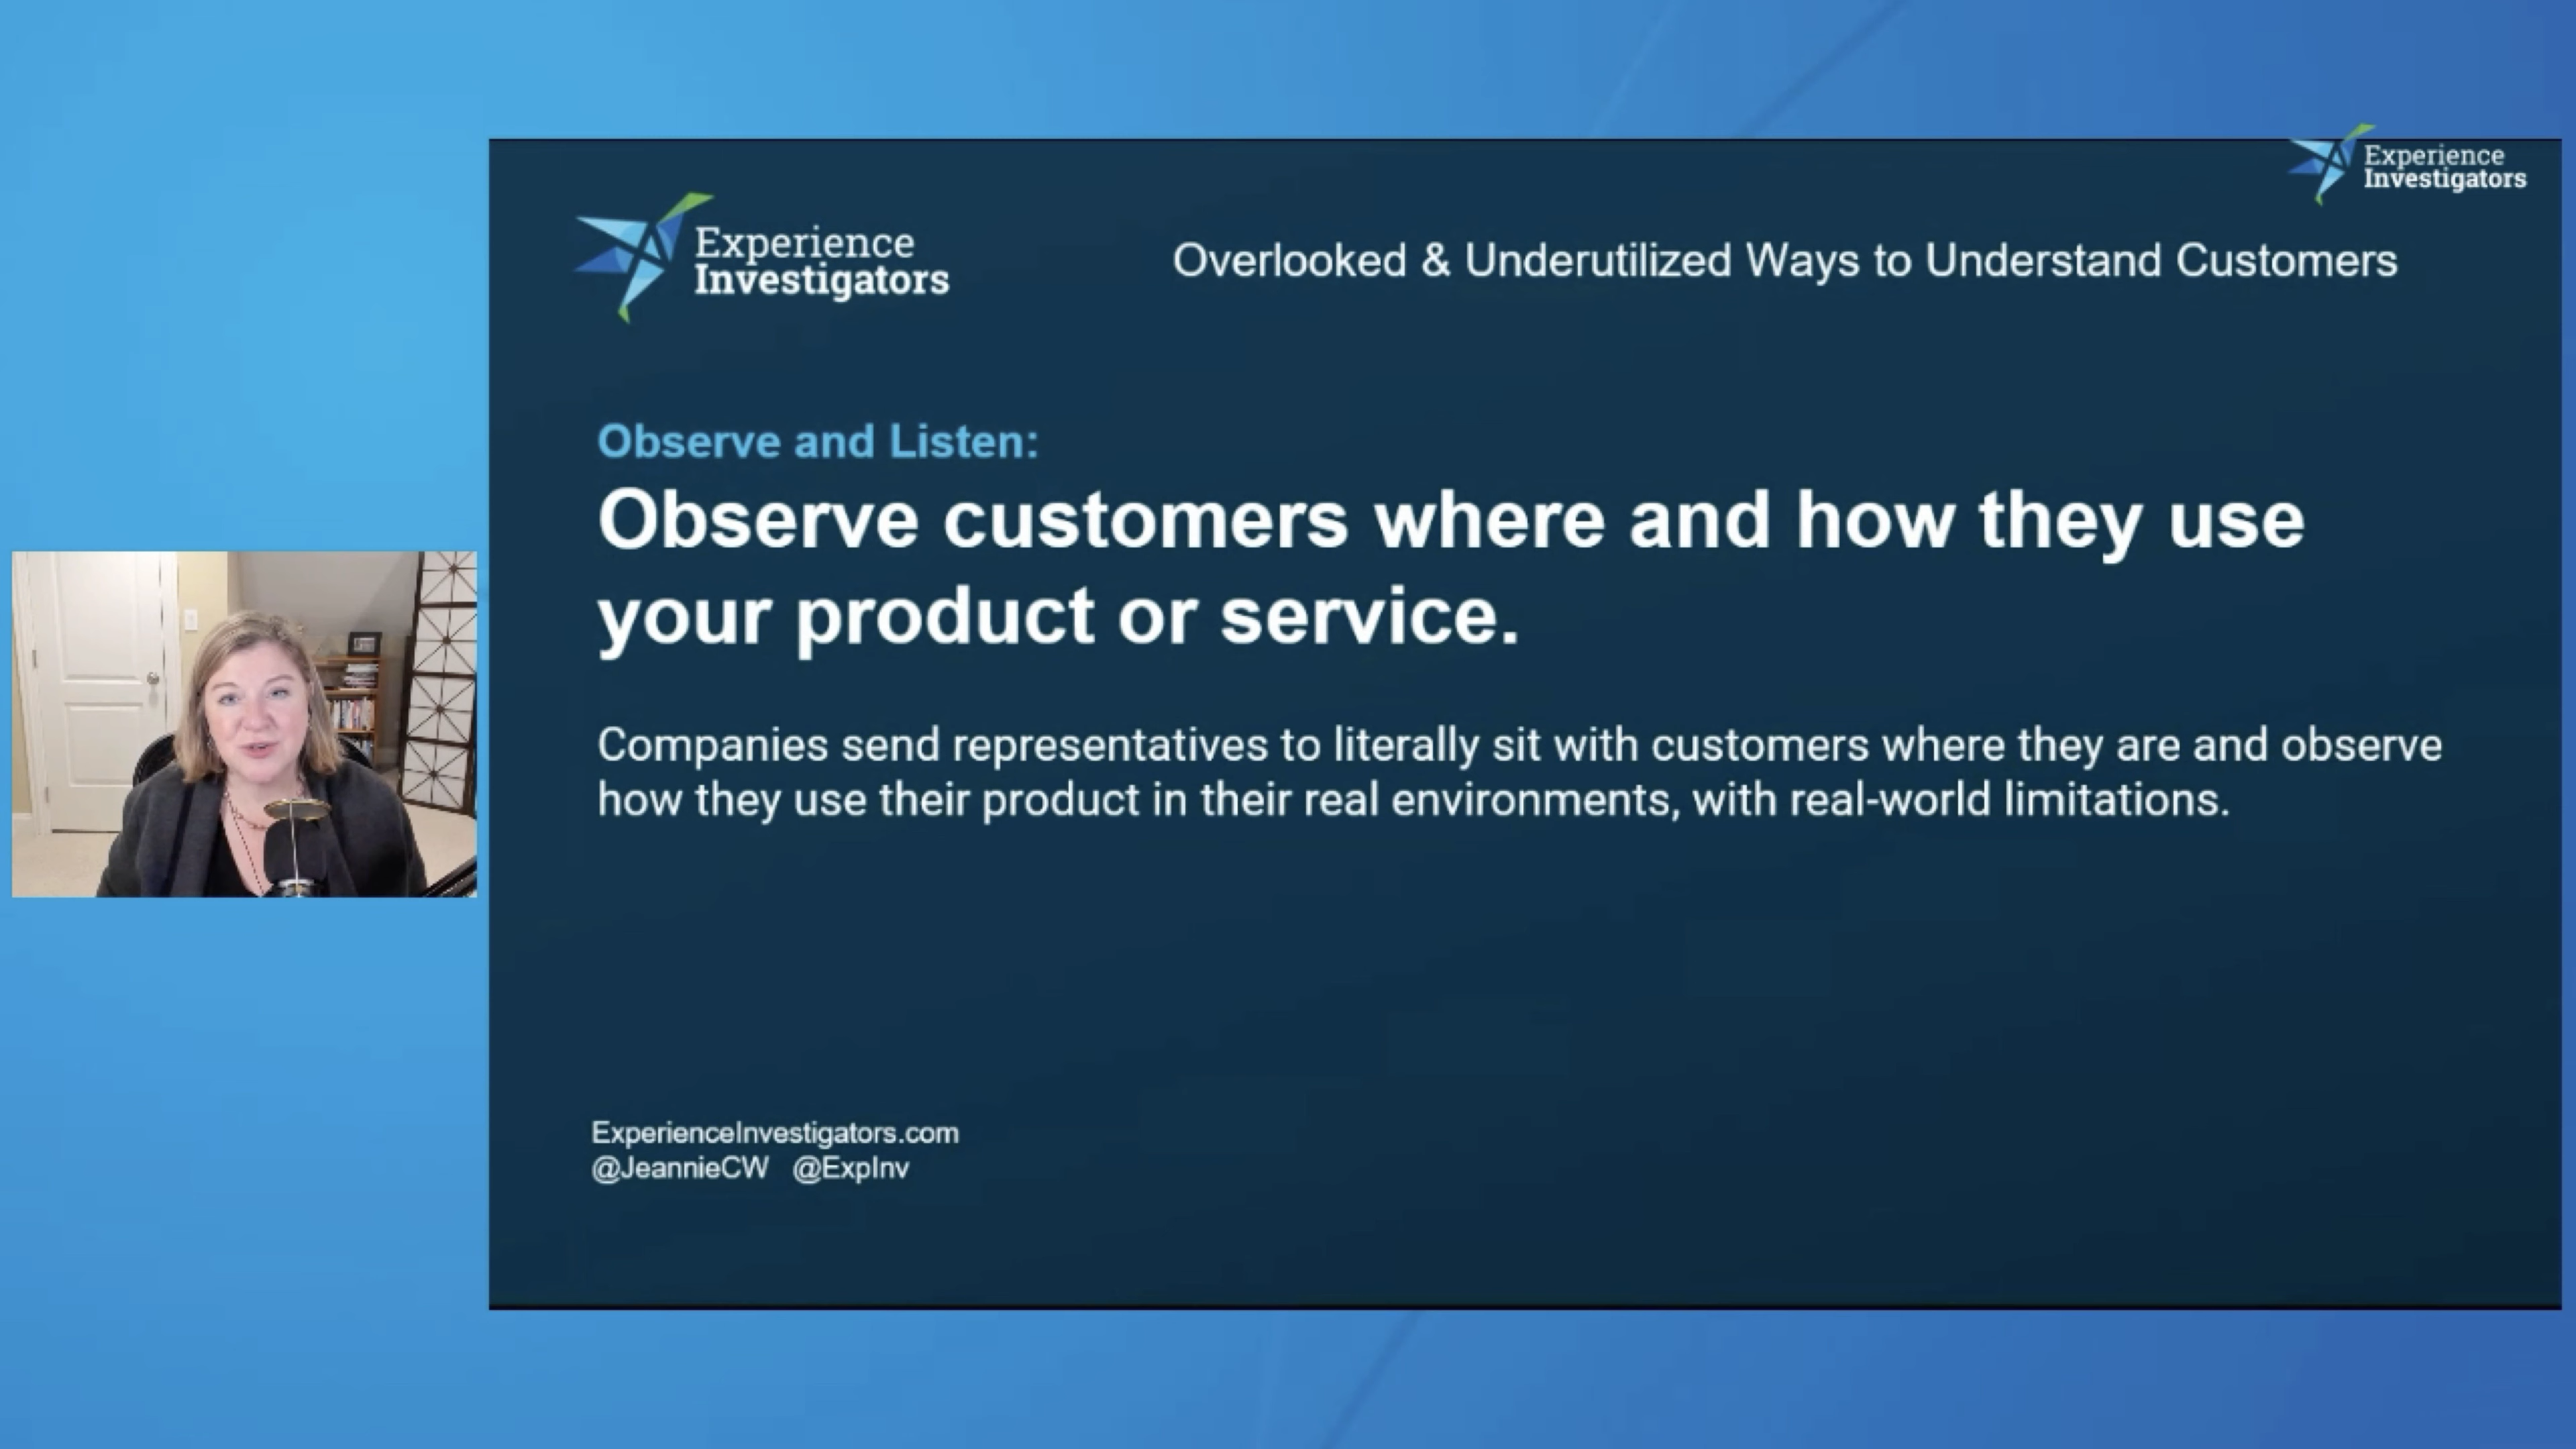 Experience
Investigators
Experience
Investigators
Overlooked & Underutilized Ways to Understand Customers
Observe and Listen:
Observe customers where and how they use
your product or service.
Companies send representatives to literally sit with customers where they are and observe
how they use their product in their real environments, with real-world limitations.
ExperienceInvestigators.com
@JeannieCW @ExpInv